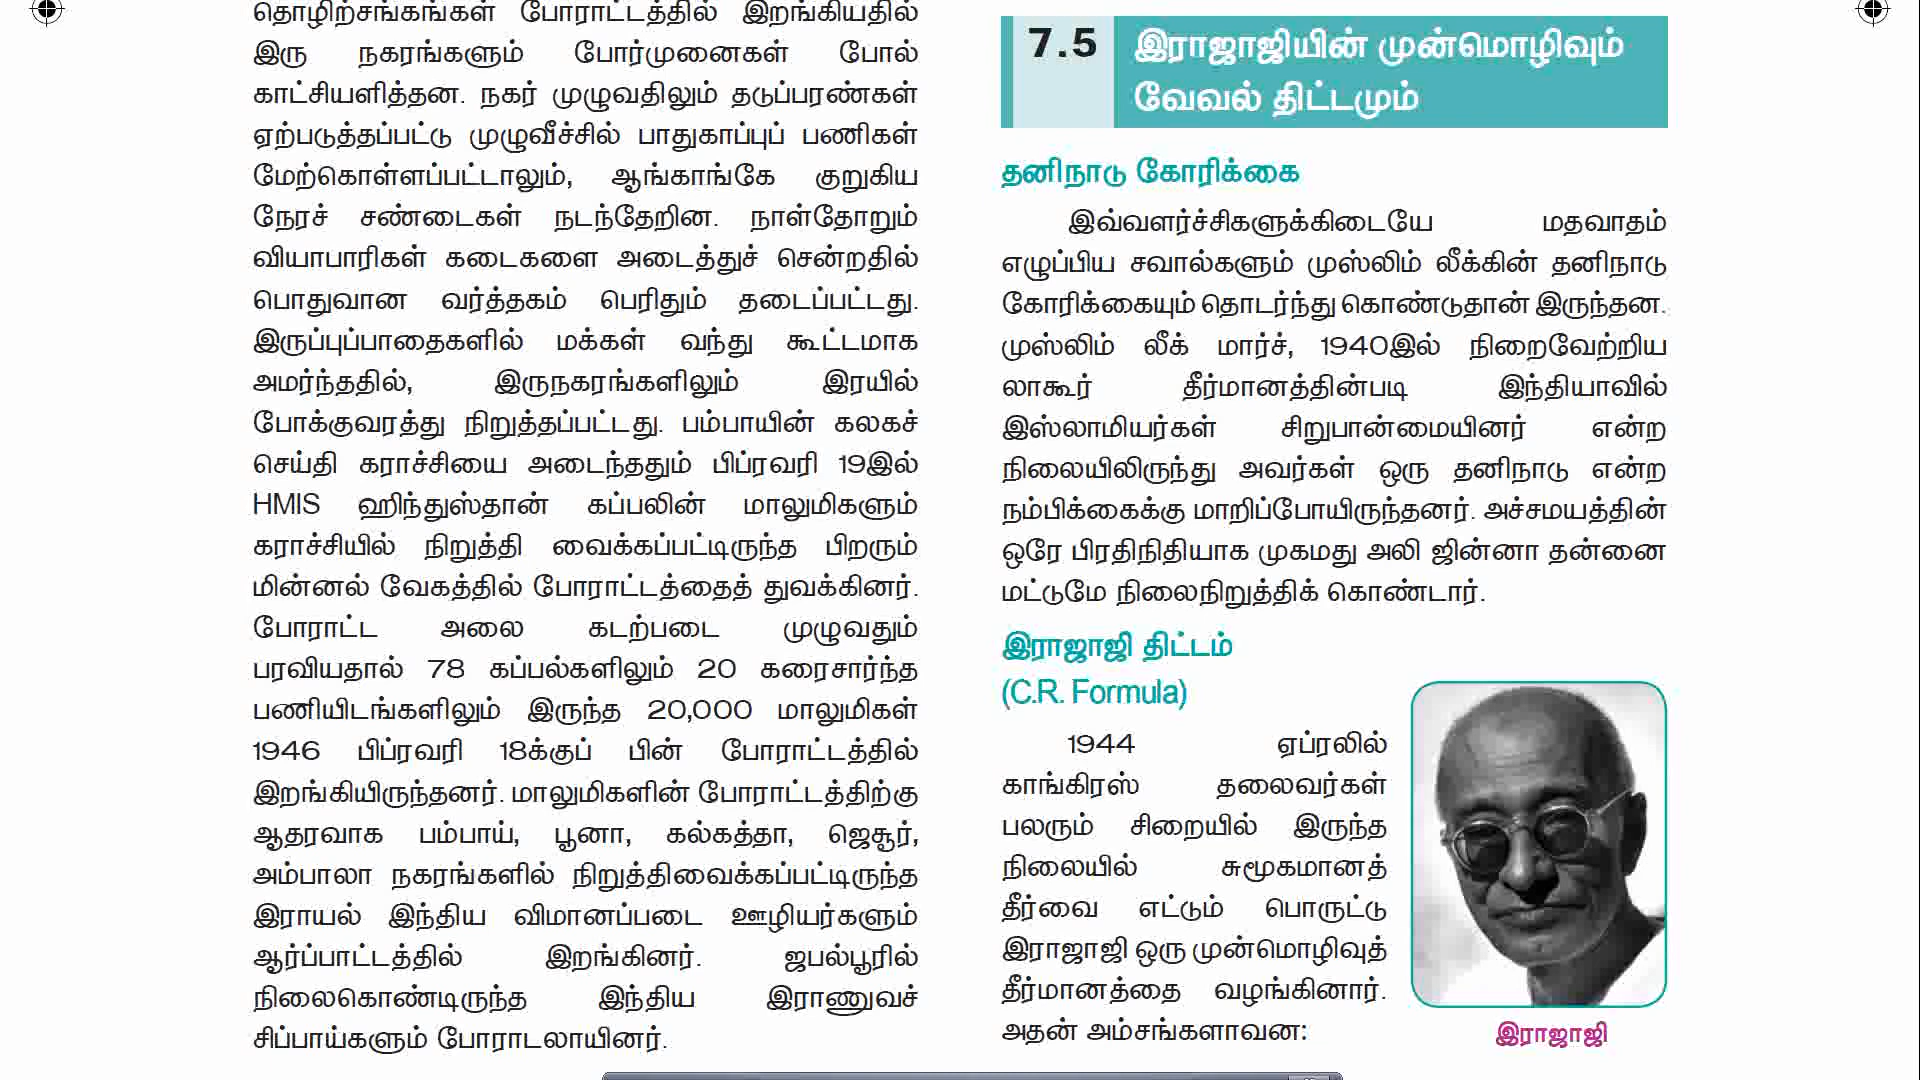 தொழிற்சங்கங்கள் போராட்டத்தில் இறங்கியதில்
இரு நகரங்களும் போர்முனைகள் போல்
காட்சியளித்தன. நகர் முழுவதிலும் தடுப்பரண்கள்
ஏற்படுத்தப்பட்டு முழுவீச்சில் பாதுகாப்புப் பணிகள்
மேற்கொள்ளப்பட்டாலும், ஆங்காங்கே குறுகிய
நேரச் சண்டைகள் நடந்தேறின. நாள்தோறும்
வியாபாரிகள் கடைகளை அடைத்துச் சென்றதில்
பொதுவான வர்த்தகம் பெரிதும் தடைப்பட்டது.
இருப்புப்பாதைகளில் மக்கள் வந்து கூட்டமாக
அமர்ந்ததில், இருநகரங்களிலும் இரயில்
போக்குவரத்து நிறுத்தப்பட்டது. பம்பாயின் கலகச்
செய்தி கராச்சியை அடைந்ததும் பிப்ரவரி 19இல்
HMIS ஹிந்துஸ்தான் கப்பலின் மாலுமிகளும்
கராச்சியில் நிறுத்தி வைக்கப்பட்டிருந்த பிறரும்
மின்னல் வேகத்தில் போராட்டத்தைத் துவக்கினர்.
போராட்ட அலை கடற்படை முழுவதும்
பரவியதால் 78 கப்பல்களிலும் 20 கரைசார்ந்த
பணியிடங்களிலும் இருந்த 20,000 மாலுமிகள்
1946 பிப்ரவரி 18க்குப் பின் போராட்டத்தில்
இறங்கியிருந்தனர். மாலுமிகளின் போராட்டத்திற்கு
ஆதரவாக பம்பாய், பூனா, கல்கத்தா, ஜெசூர்,
அம்பாலா நகரங்களில் நிறுத்திவைக்கப்பட்டிருந்த
இராயல் இந்திய விமானப்படை ஊழியர்களும்
ஆர்ப்பாட்டத்தில் இறங்கினர். ஜபல்பூரில்
நிலைகொண்டிருந்த இந்திய இராணுவச்
சிப்பாய்களும் போராடலாயினர்.
7.5 இராஜாஜியின் முன்மொழிவும்
வேவல் திட்டமும்
தனிநாடு கோரிக்கை
இவ்வளர்ச்சிகளுக்கிடையே மதவாதம்
எழுப்பிய சவால்களும் முஸ்லிம் லீக்கின் தனிநாடு
கோரிக்கையும் தொடர்ந்து கொண்டுதான் இருந்தன.
முஸ்லிம் லீக் மார்ச், 1940இல் நிறைவேற்றிய
லாகூர் தீர்மானத்தின்படி இந்தியாவில்
இஸ்லாமியர்கள் சிறுபான்மையினர் என்ற
நிலையிலிருந்து அவர்கள் ஒரு தனிநாடு என்ற
நம்பிக்கைக்கு மாறிப்போயிருந்தனர். அச்சமயத்தின்
ஒரே பிரதிநிதியாக முகமது அலி ஜின்னா தன்னை
மட்டுமே நிலைநிறுத்திக் கொண்டார்.
இராஜாஜி திட்டம்
(C.R. Formula)
1944 ஏப்ரலில்
காங்கிரஸ் தலைவர்கள்
பலரும் சிறையில் இருந்த
நிலையில் சுமூகமானத்
தீர்வை எட்டும் பொருட்டு
இராஜாஜி ஒரு முன்மொழிவுத்
தீர்மானத்தை வழங்கினார்.
அதன் அம்சங்களாவன:
இராஜாஜி